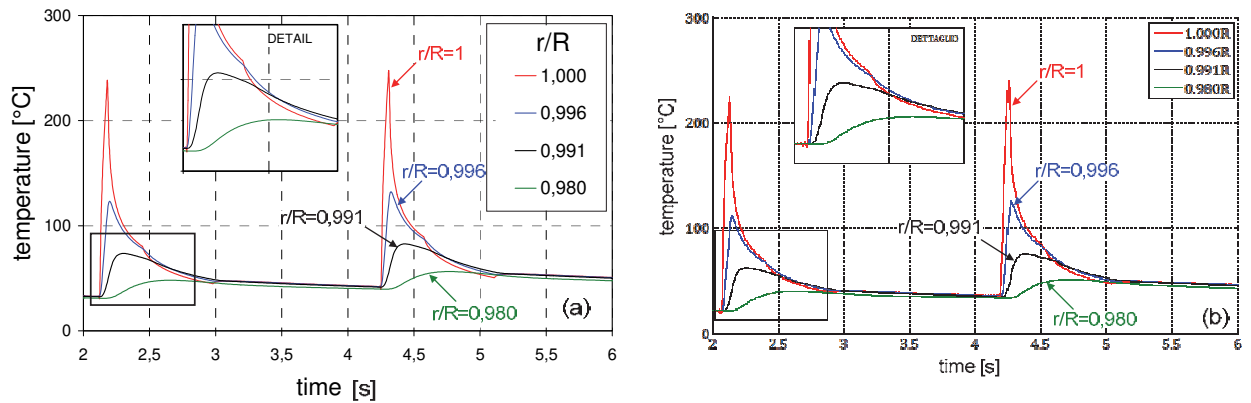 300
200
100
0
temperature [°C]
2
2,5
3
3,5
4
4,5
5
5,5
6
time [s]
DETAIL
r/R=1
r/R=0,996
r/R=0,991
r/R=0,980
r/R
1,000
0,996
0,991
0,980
(a)
300
200
100
0
temperature [°C]
2
2.5
3
3.5
4
4.5
5
5.5
6
time [s]
DETTAGLIO
r/R=1
r/R=0,996
r/R=0,991
r/R=0,980
1.000R
0.996R
0.991R
0.980R
(b)